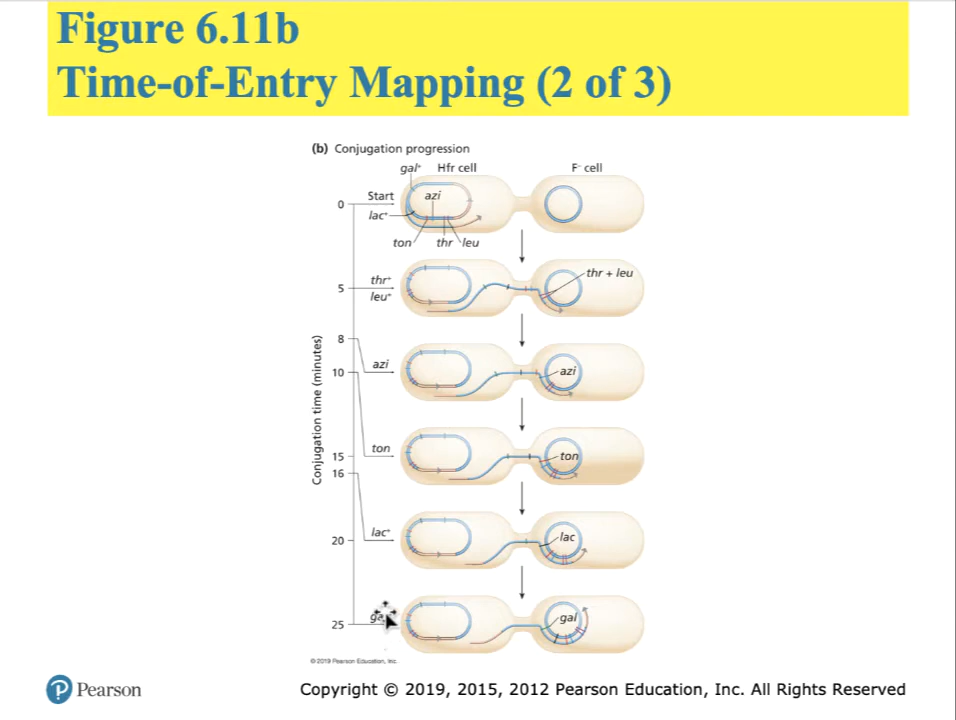 Figure 6.11b
Time-of-Entry Mapping (2 of 3)
(b) Conjugation progression
gal⁺ Hfr cell F⁻ cell
Start
azi
0
lac⁺
ton thr leu
thr⁺
thr + leu
5
leu⁺
8
azi
azi
10
ton
ton
15
16
lac⁺
lac
20
gal
25
Conjugation time (minutes)
© 2019 Pearson Education, Inc.
Pearson
Copyright © 2019, 2015, 2012 Pearson Education, Inc. All Rights Reserved